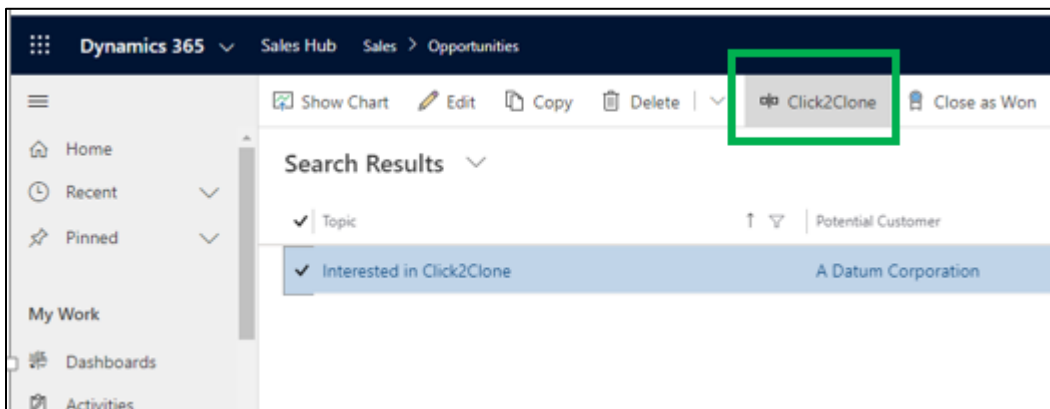 Dynamics 365 Sales Hub Sales > Opportunities
Show Chart Edit Copy Delete Click2Clone Close as Won
Home
Search Results
Recent
Topic Potential Customer
Pinned
Interested in Click2Clone A Datum Corporation
My Work
Dashboards
Activities